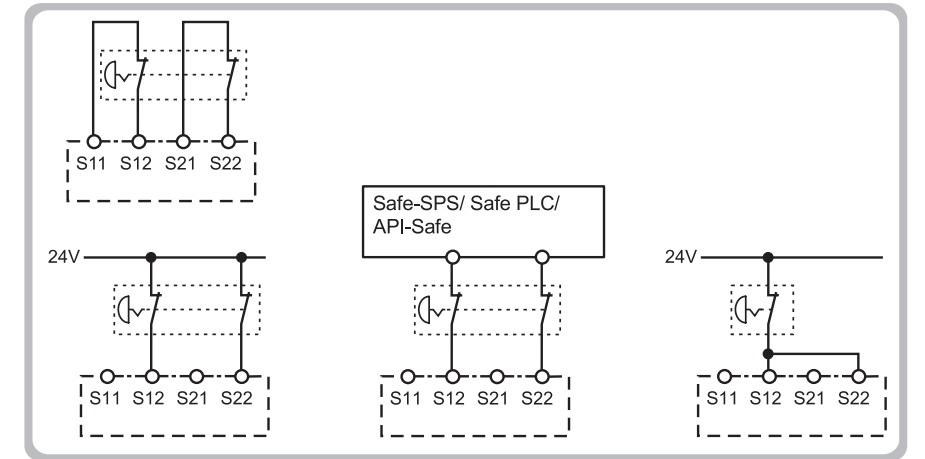 S11 S12 S21 S22
Safe-SPS/ Safe PLC/
API-Safe
24V
24V
S11 S12 S21 S22
S11 S12 S21 S22
S11 S12 S21 S22